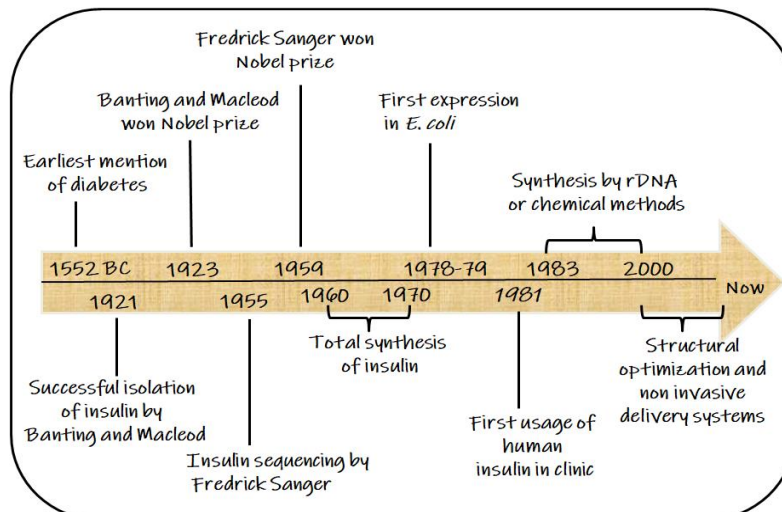 Fredrick Sanger won
Nobel prize
Banting and Macleod
won Nobel prize
First expression
in E. coli
Earliest mention
of diabetes
Synthesis by rDNA
or chemical methods
1552 BC
1923
1959
1978-79
1983
2000
Now
1921
1955
1960
1970
1981
Total synthesis
of insulin
Successful isolation
of insulin by
Banting and Macleod
Insulin sequencing by
Fredrick Sanger
First usage of
human
insulin in clinic
Structural
optimization and
non invasive
delivery systems